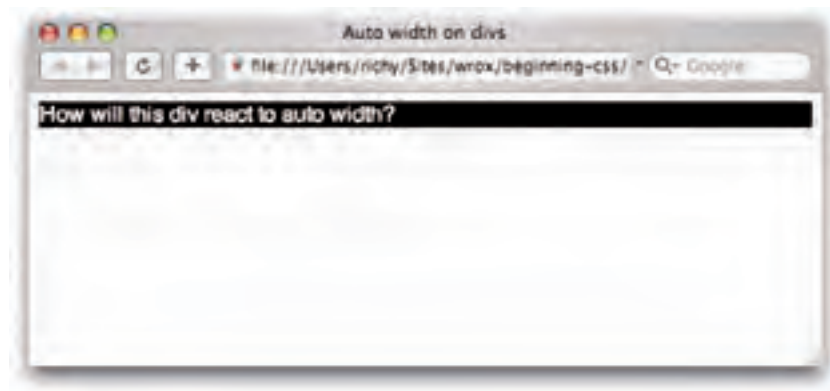 Auto width on divs
file:///Users/richy/Sites/wrox/beginning-css/ Google
How will this div react to auto width?